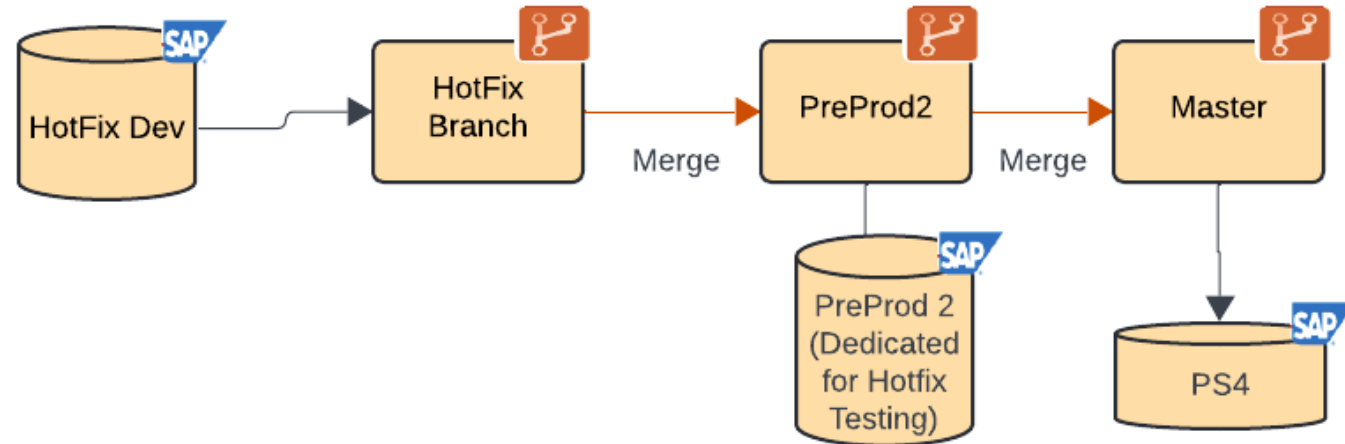 SAP
HotFix Dev
HotFix
Branch
Merge
PreProd2
Merge
Master
SAP
PreProd 2
(Dedicated
for Hotfix
Testing)
SAP
PS4